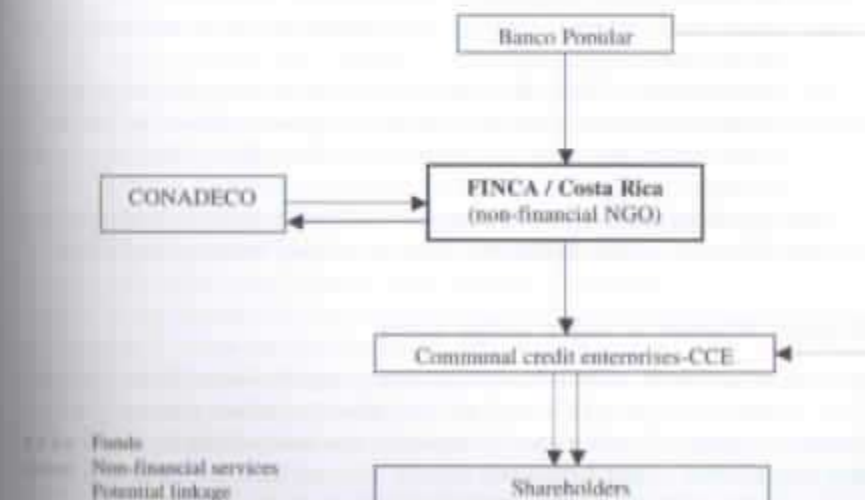 Banco Popular
CONADECO
FINCA / Costa Rica
(non-financial NGO)
Communal credit enterprises-CCE
Funds
Non-financial services
Potential linkage
Shareholders